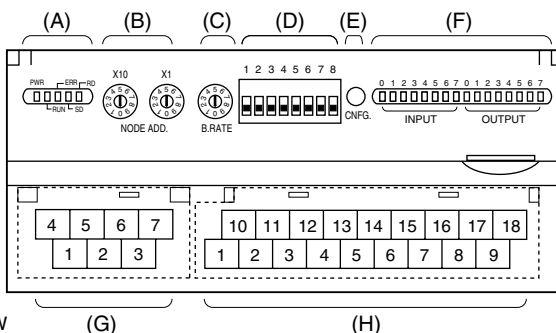 (A) (B) (C) (D) (E) (F)
X10 X1 1 2 3 4 5 6 7 8
PWR ERR RD 0 1 2 3 4 5 6 7 0 1 2 3 4 5 6 7
RUN SD NODE ADD. B.RATE CNFG. INPUT OUTPUT
4 5 6 7 10 11 12 13 14 15 16 17 18
1 2 3 1 2 3 4 5 6 7 8 9
(G) (H)